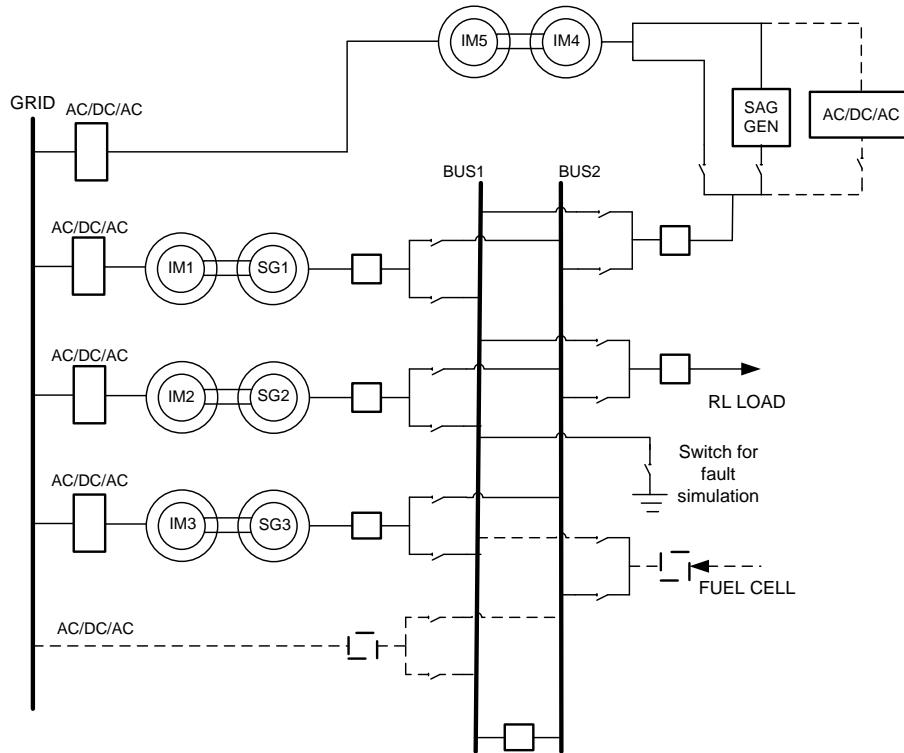 IM5
IM4
GRID
AC/DC/AC
SAG
GEN
AC/DC/AC
BUS1
BUS2
AC/DC/AC
IM1
SG1
AC/DC/AC
IM2
SG2
RL LOAD
Switch for
fault
simulation
AC/DC/AC
IM3
SG3
FUEL CELL
AC/DC/AC